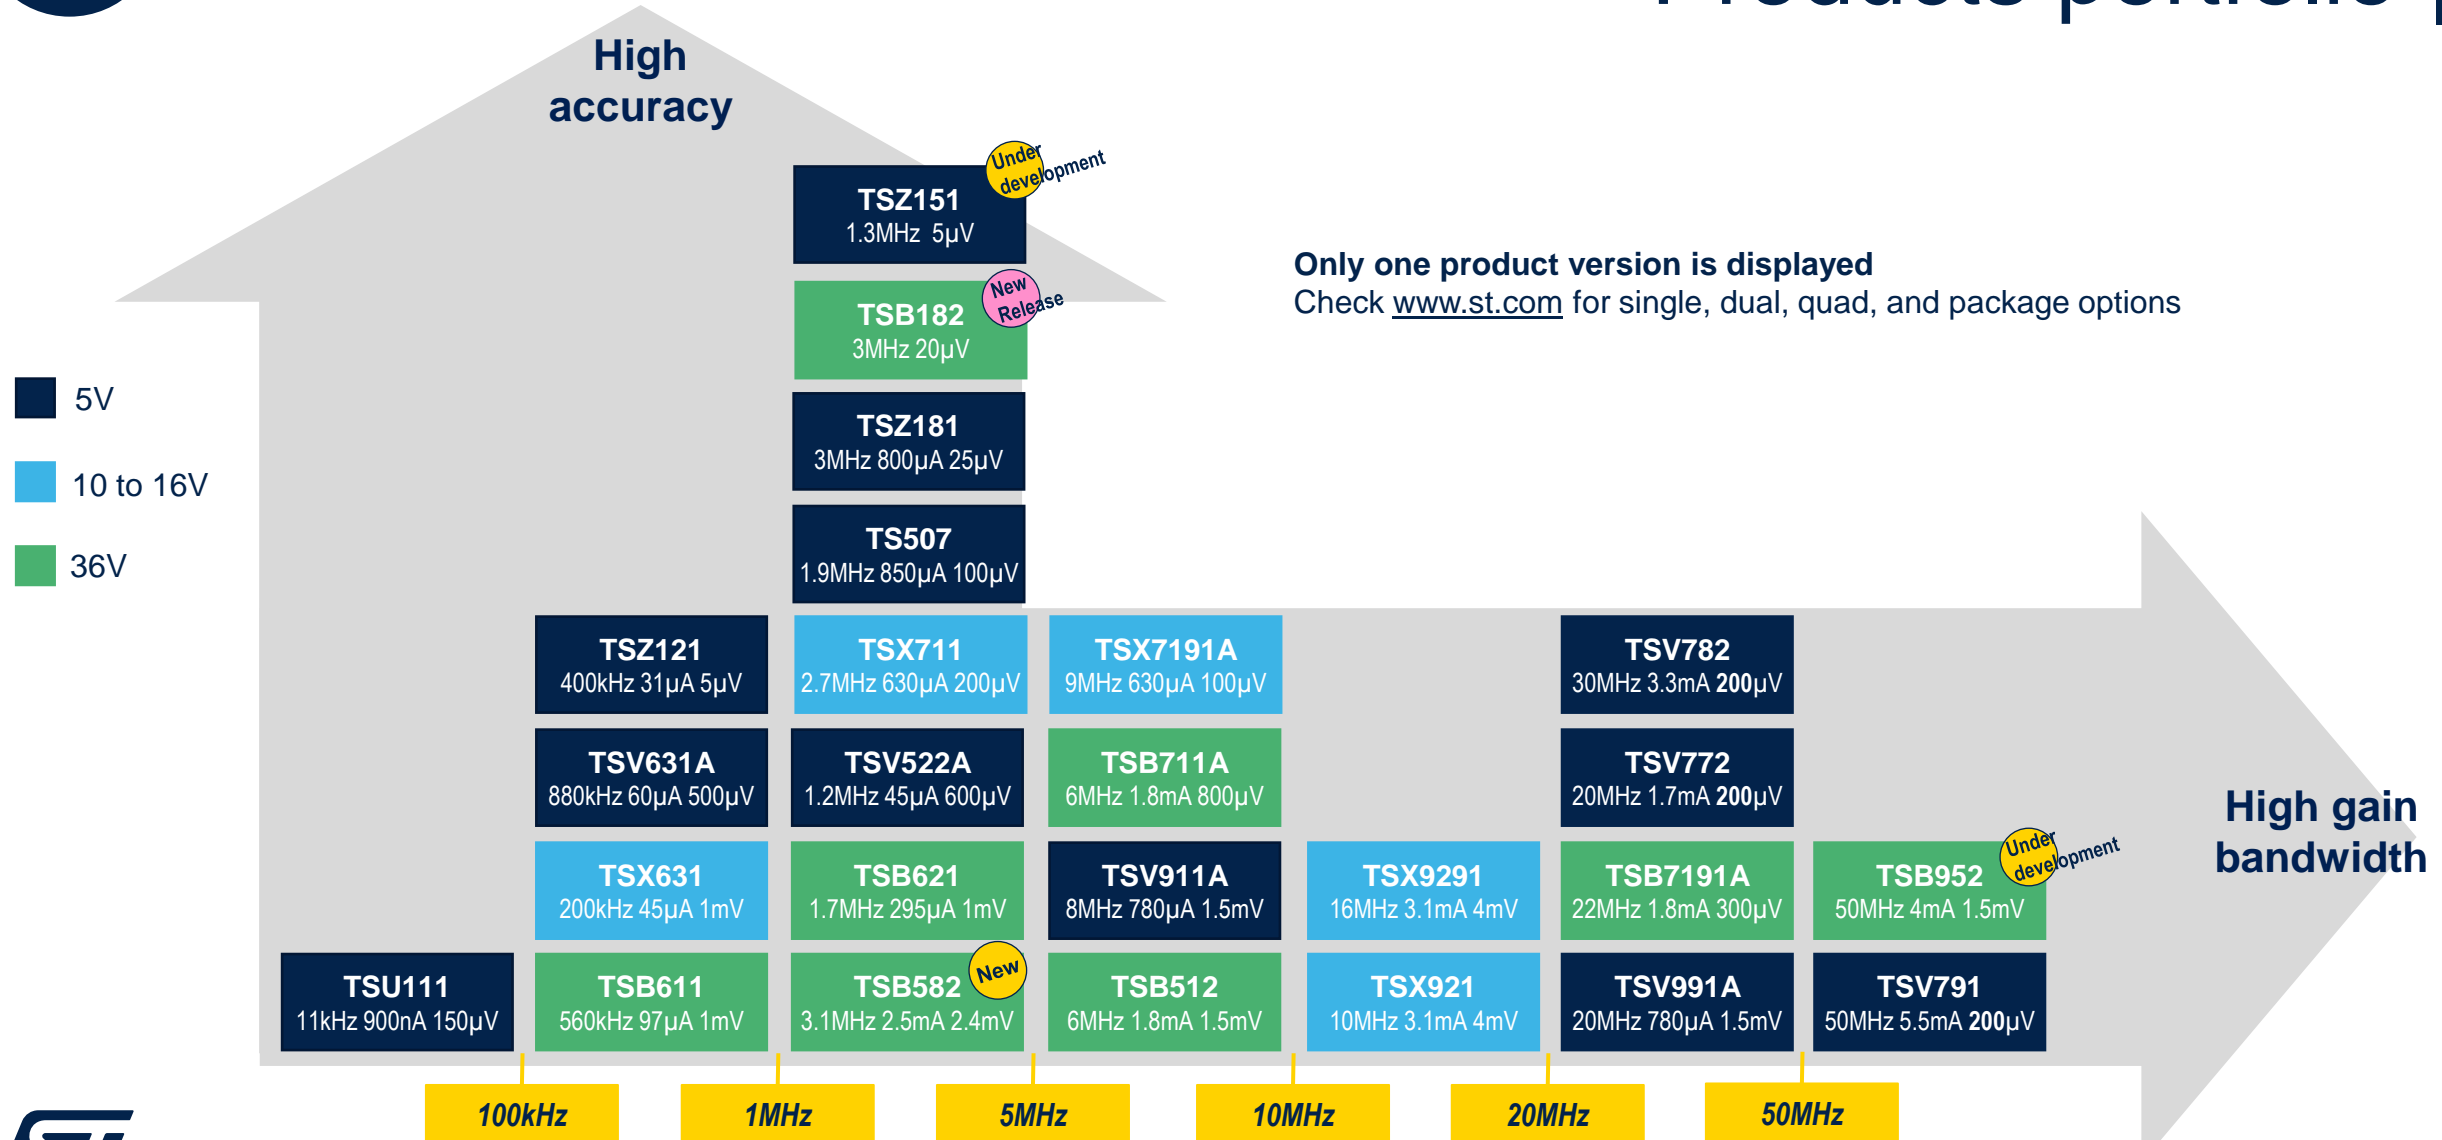 Products portfolio
High
accuracy
Under
development
TSZ151
1.3MHz 5µV
New
Release
TSB182
3MHz 20µV
Only one product version is displayed
Check www.st.com for single, dual, quad, and package options
5V
10 to 16V
36V
TSZ181
3MHz 800µA 25µV
TS507
1.9MHz 850µA 100µV
TSZ121
400kHz 31µA 5µV
TSX711
2.7MHz 630µA 200µV
TSX7191A
9MHz 630µA 100µV
TSV782
30MHz 3.3mA 200µV
TSV631A
880kHz 60µA 500µV
TSV522A
1.2MHz 45µA 600µV
TSB711A
6MHz 1.8mA 800µV
TSV772
20MHz 1.7mA 200µV
High gain
bandwidth
TSX631
200kHz 45µA 1mV
TSB621
1.7MHz 295µA 1mV
TSV911A
8MHz 780µA 1.5mV
TSX9291
16MHz 3.1mA 4mV
TSB7191A
22MHz 1.8mA 300µV
TSB952
50MHz 4mA 1.5mV
Under
development
TSU111
11kHz 900nA 150µV
TSB611
560kHz 97µA 1mV
TSB582
3.1MHz 2.5mA 2.4mV
New
TSB512
6MHz 1.8mA 1.5mV
TSX921
10MHz 3.1mA 4mV
TSV991A
20MHz 780µA 1.5mV
TSV791
50MHz 5.5mA 200µV
100kHz
1MHz
5MHz
10MHz
20MHz
50MHz